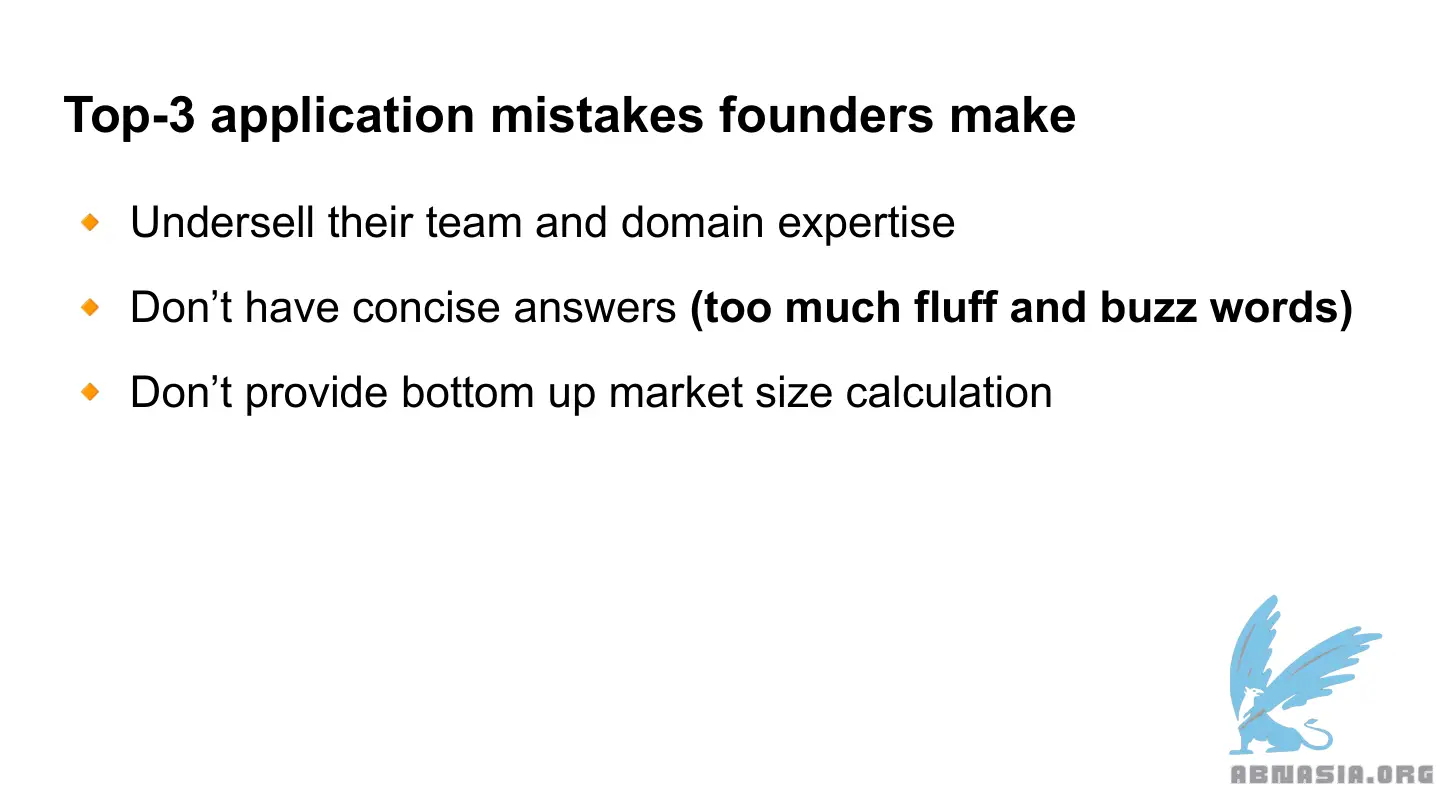 Top-3 application mistakes founders make
🔸 Undersell their team and domain expertise
🔸 Don’t have concise answers (too much fluff and buzz words)
🔸 Don’t provide bottom up market size calculation
ABNASIA.ORG